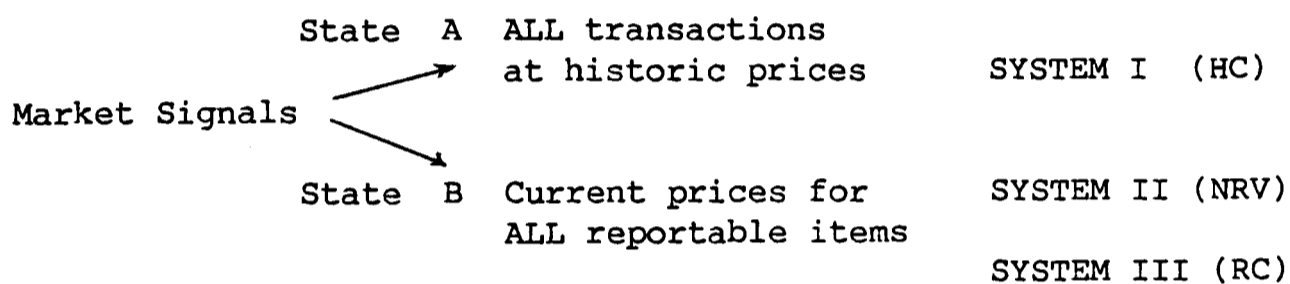 State A ALL transactions
at historic prices SYSTEM I (HC)
Market Signals
State B Current prices for SYSTEM II (NRV)
ALL reportable items
SYSTEM III (RC)